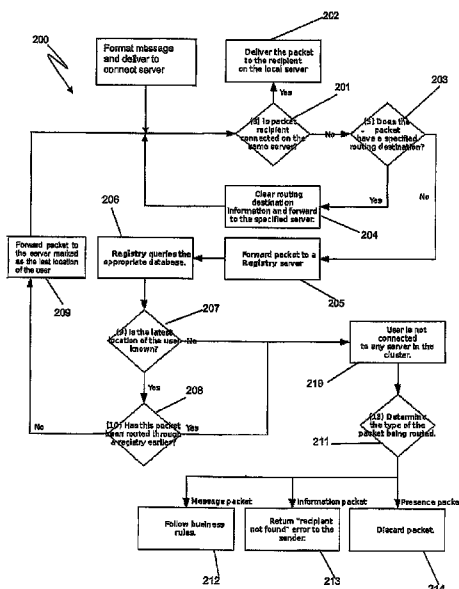 200
Format message
and deliver to
connect server
202
Deliver the packet
to the recipient
on the local server
201
Yes
(3) Is packet
recipient
connected on the
same server?
No
203
(5) Does the
packet
have a specified
routing destination?
Yes
No
Clear routing
destination
information and forward
to the specified server.
204
206
Registry queries the
appropriate database.
Forward packet to a
Registry server
205
Forward packet to
the server marked
as the last location
of the user
209
207
(9) Is the latest
location of the user
known?
No
Yes
208
(10) Has this packet
been routed through
a registry earlier?
No
Yes
User is not
connected
to any server in the
cluster.
210
(13) Determine
the type of the
packet being routed.
211
Message packet
Information packet
Presence packet
Follow business
rules.
Return "recipient
not found" error to the
sender.
Discard packet.
212
213
214